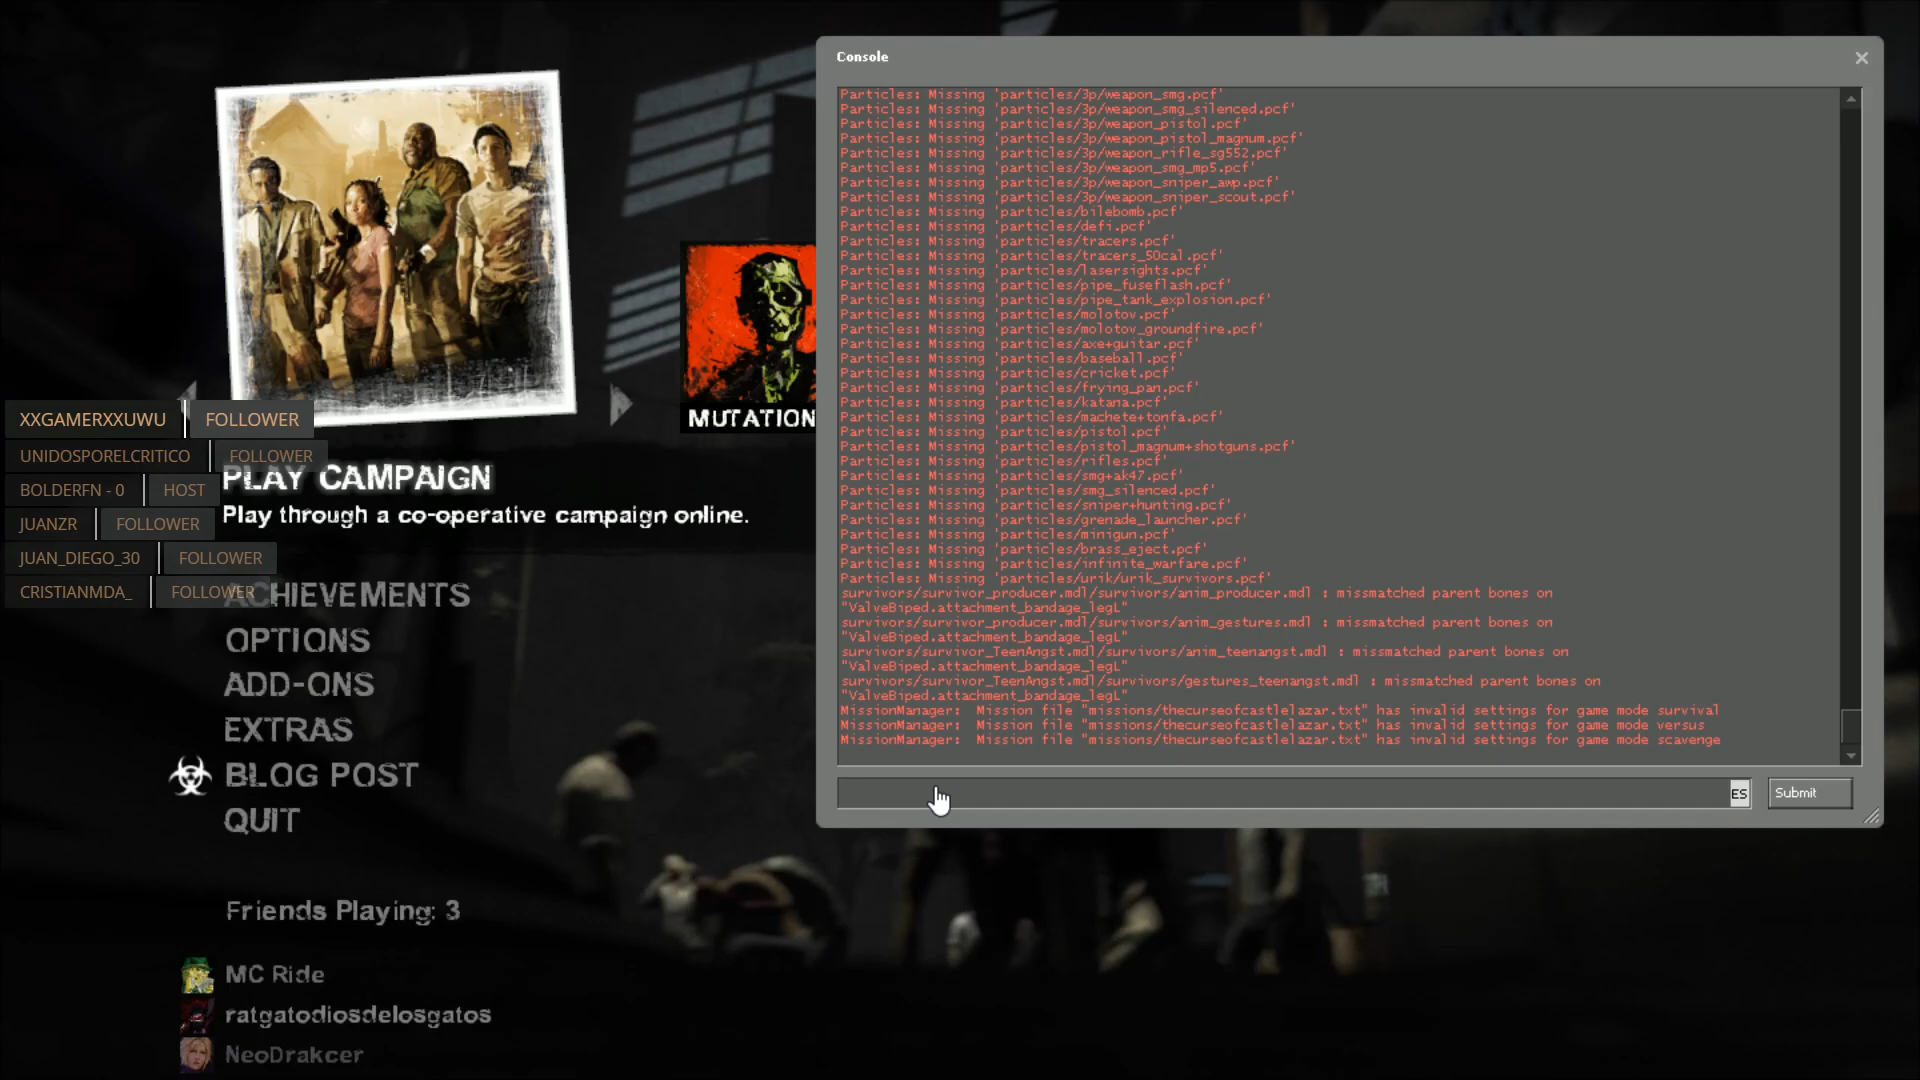 Console
Particles: Missing 'particles/3p/weapon_smg.pcf'
Particles: Missing 'particles/3p/weapon_smg_silenced.pcf'
Particles: Missing 'particles/3p/weapon_pistol.pcf'
Particles: Missing 'particles/3p/weapon_pistol_magnum.pcf'
Particles: Missing 'particles/3p/weapon_rifle_sg552.pcf'
Particles: Missing 'particles/3p/weapon_smg_mp5.pcf'
Particles: Missing 'particles/3p/weapon_sniper_awp.pcf'
Particles: Missing 'particles/3p/weapon_sniper_scout.pcf'
Particles: Missing 'particles/bilebomb.pcf'
Particles: Missing 'particles/defi.pcf'
Particles: Missing 'particles/tracers.pcf'
Particles: Missing 'particles/tracers_50cal.pcf'
Particles: Missing 'particles/lasersights.pcf'
Particles: Missing 'particles/pipe_fuseflash.pcf'
Particles: Missing 'particles/pipe_tank_explosion.pcf'
Particles: Missing 'particles/molotov.pcf'
Particles: Missing 'particles/molotov_groundfire.pcf'
Particles: Missing 'particles/axe+guitar.pcf'
Particles: Missing 'particles/baseball.pcf'
Particles: Missing 'particles/cricket.pcf'
Particles: Missing 'particles/frying_pan.pcf'
Particles: Missing 'particles/katana.pcf'
Particles: Missing 'particles/machete+tonfa.pcf'
Particles: Missing 'particles/pistol.pcf'
Particles: Missing 'particles/pistol_magnum+shotguns.pcf'
Particles: Missing 'particles/rifles.pcf'
Particles: Missing 'particles/smg+ak47.pcf'
Particles: Missing 'particles/smg_silenced.pcf'
Particles: Missing 'particles/sniper+hunting.pcf'
Particles: Missing 'particles/grenade_launcher.pcf'
Particles: Missing 'particles/minigun.pcf'
Particles: Missing 'particles/brass_eject.pcf'
Particles: Missing 'particles/infinite_warfare.pcf'
Particles: Missing 'particles/urik/urik_survivors.pcf'
survivors/survivor_producer.mdl/survivors/anim_producer.mdl : missmatched parent bones on
"ValveBiped.attachment_bandage_legL"
survivors/survivor_producer.mdl/survivors/anim_gestures.mdl : missmatched parent bones on
"ValveBiped.attachment_bandage_legL"
survivors/survivor_TeenAngst.mdl/survivors/anim_teenangst.mdl : missmatched parent bones on
"ValveBiped.attachment_bandage_legL"
survivors/survivor_TeenAngst.mdl/survivors/gestures_teenangst.mdl : missmatched parent bones on
"ValveBiped.attachment_bandage_legL"
MissionManager:  Mission file "missions/thecurseofcastlelazar.txt" has invalid settings for game mode survival
MissionManager:  Mission file "missions/thecurseofcastlelazar.txt" has invalid settings for game mode versus
MissionManager:  Mission file "missions/thecurseofcastlelazar.txt" has invalid settings for game mode scavenge
ES
Submit
MUTATION
XXGAMERXXUWU FOLLOWER
UNIDOSPORELCRITICO FOLLOWER
BOLDERFN - 0 HOST
JUANZR FOLLOWER
JUAN_DIEGO_30 FOLLOWER
CRISTIANMDA_ FOLLOWER
PLAY CAMPAIGN
Play through a co-operative campaign online.
ACHIEVEMENTS
OPTIONS
ADD-ONS
EXTRAS
BLOG POST
QUIT
Friends Playing: 3
MC Ride
ratgatodiosdelosgatos
NeoDrakcer